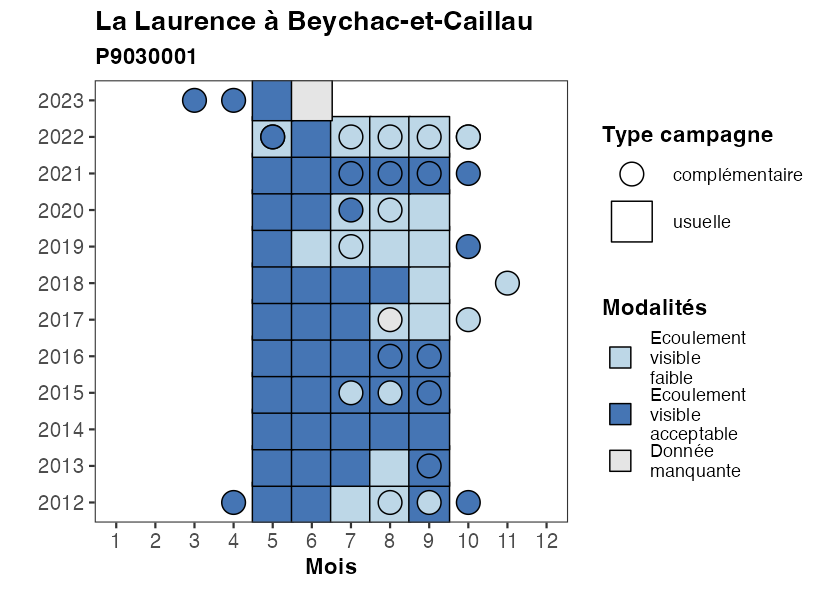 La Laurence à Beychac-et-Caillau
P9030001
2023
2022
2021
2020
2019
2018
2017
2016
2015
2014
2013
2012
1 2 3 4 5 6 7 8 9 10 11 12
Mois
Type campagne
complémentaire
usuelle
Modalités
Ecoulement
visible
faible
Ecoulement
visible
acceptable
Donnée
manquante